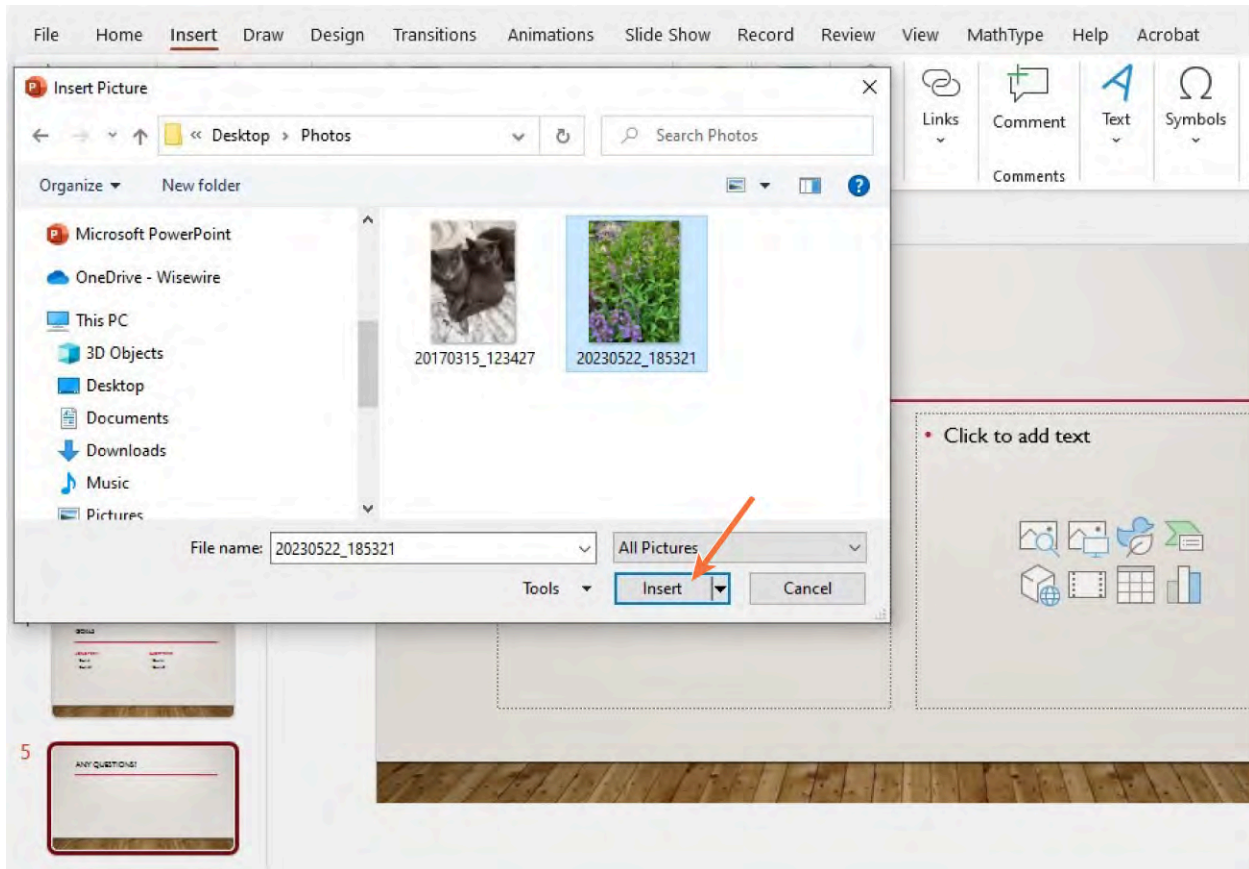 File Home Insert Draw Design Transitions Animations Slide Show Record Review View MathType Help Acrobat
Insert Picture
« Desktop › Photos
Search Photos
Organize New folder
Links
Comment
Text
Symbols
Comments
Microsoft PowerPoint
OneDrive - Wisewire
This PC
3D Objects
Desktop
Documents
Downloads
Music
Pictures
20170315_123427 20230522_185321
File name: 20230522_185321 All Pictures
Tools Insert Cancel
• Click to add text
GOALS
5
ANY QUESTIONS?